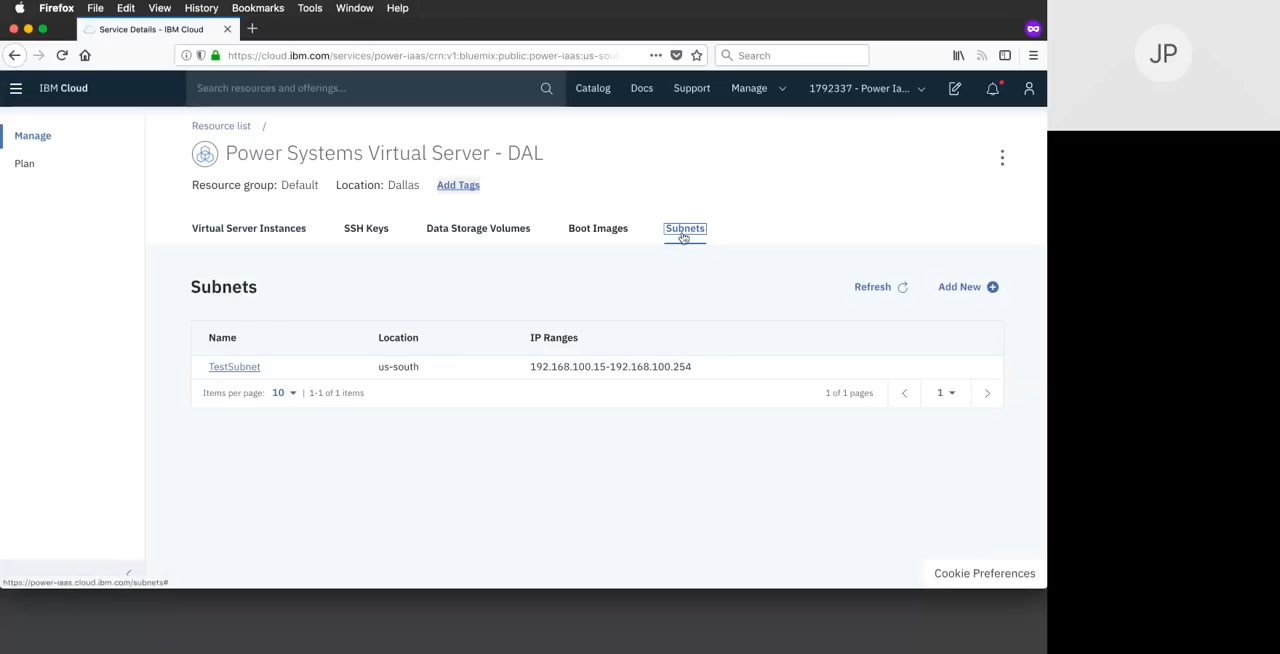 Firefox File Edit View History Bookmarks Tools Window Help
Service Details - IBM Cloud
https://cloud.ibm.com/services/power-iaas/crn:v1:bluemix:public:power-iaas:us-sou
Search
IBM Cloud
Search resources and offerings...
Catalog Docs Support Manage 1792337 - Power Ia...
JP
Manage
Plan
Resource list /
Power Systems Virtual Server - DAL
Resource group: Default Location: Dallas Add Tags
Virtual Server Instances SSH Keys Data Storage Volumes Boot Images Subnets
Subnets
Refresh Add New
Name Location IP Ranges
TestSubnet us-south 192.168.100.15-192.168.100.254
Items per page: 10 | 1-1 of 1 items 1 of 1 pages 1
Cookie Preferences
https://power-iaas.cloud.ibm.com/subnets#